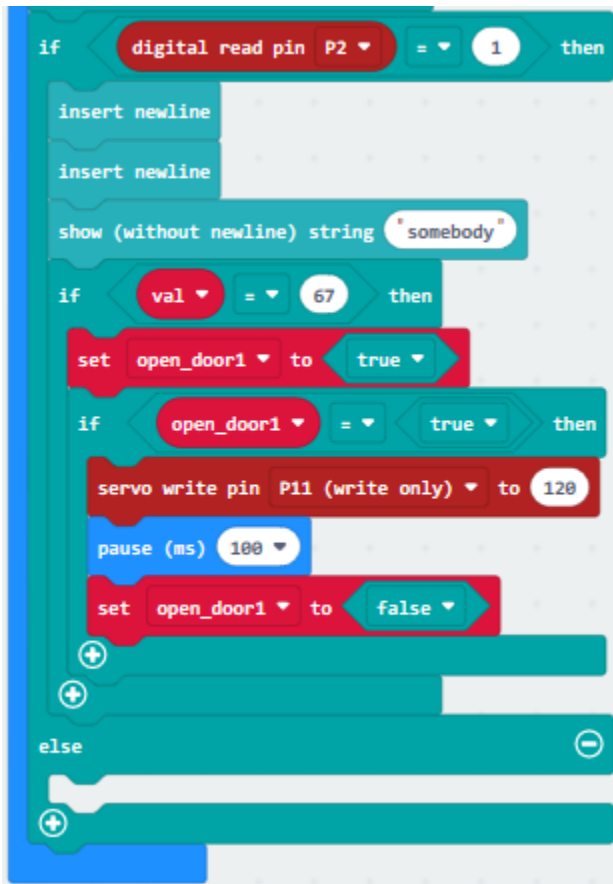 if digital read pin P2 = 1 then
insert newline
insert newline
show (without newline) string "somebody"
if val = 67 then
set open_door1 to true
if open_door1 = true then
servo write pin P11 (write only) to 120
pause (ms) 100
set open_door1 to false
else